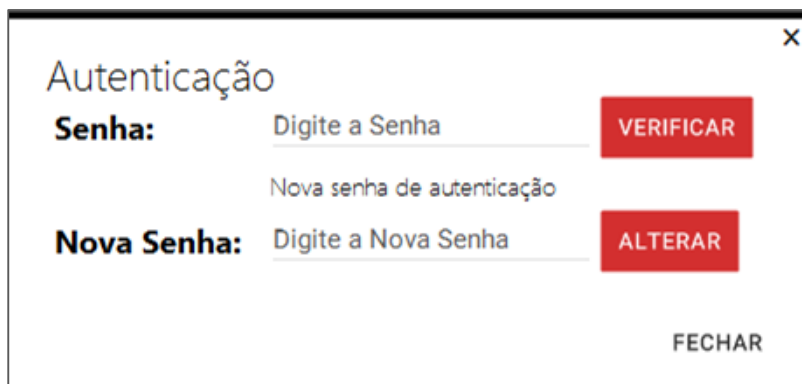 ×
Autenticação
Senha: Digite a Senha VERIFICAR
Nova senha de autenticação
Nova Senha: Digite a Nova Senha ALTERAR
FECHAR